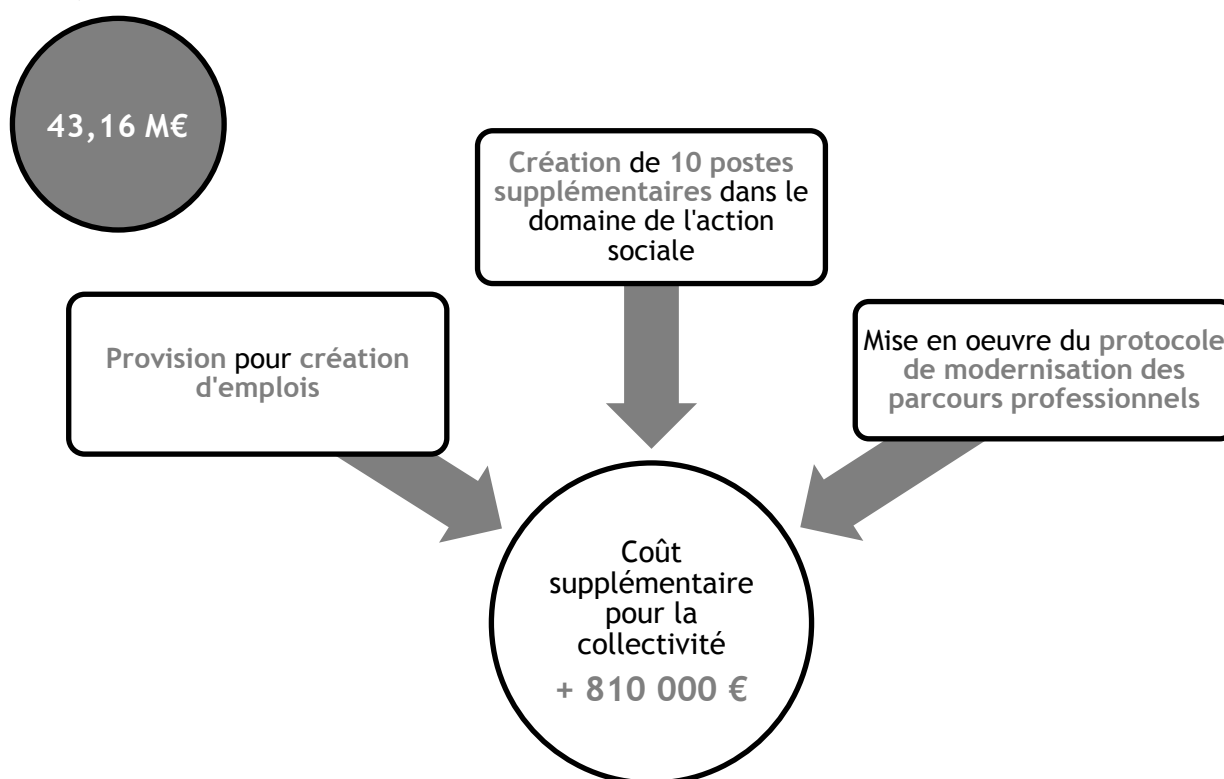 43,16 M€
Création de 10 postes
supplémentaires dans le
domaine de l'action
sociale
Provision pour création
d'emplois
Mise en oeuvre du protocole
de modernisation des
parcours professionnels
Coût
supplémentaire
pour la
collectivité
+ 810 000 €